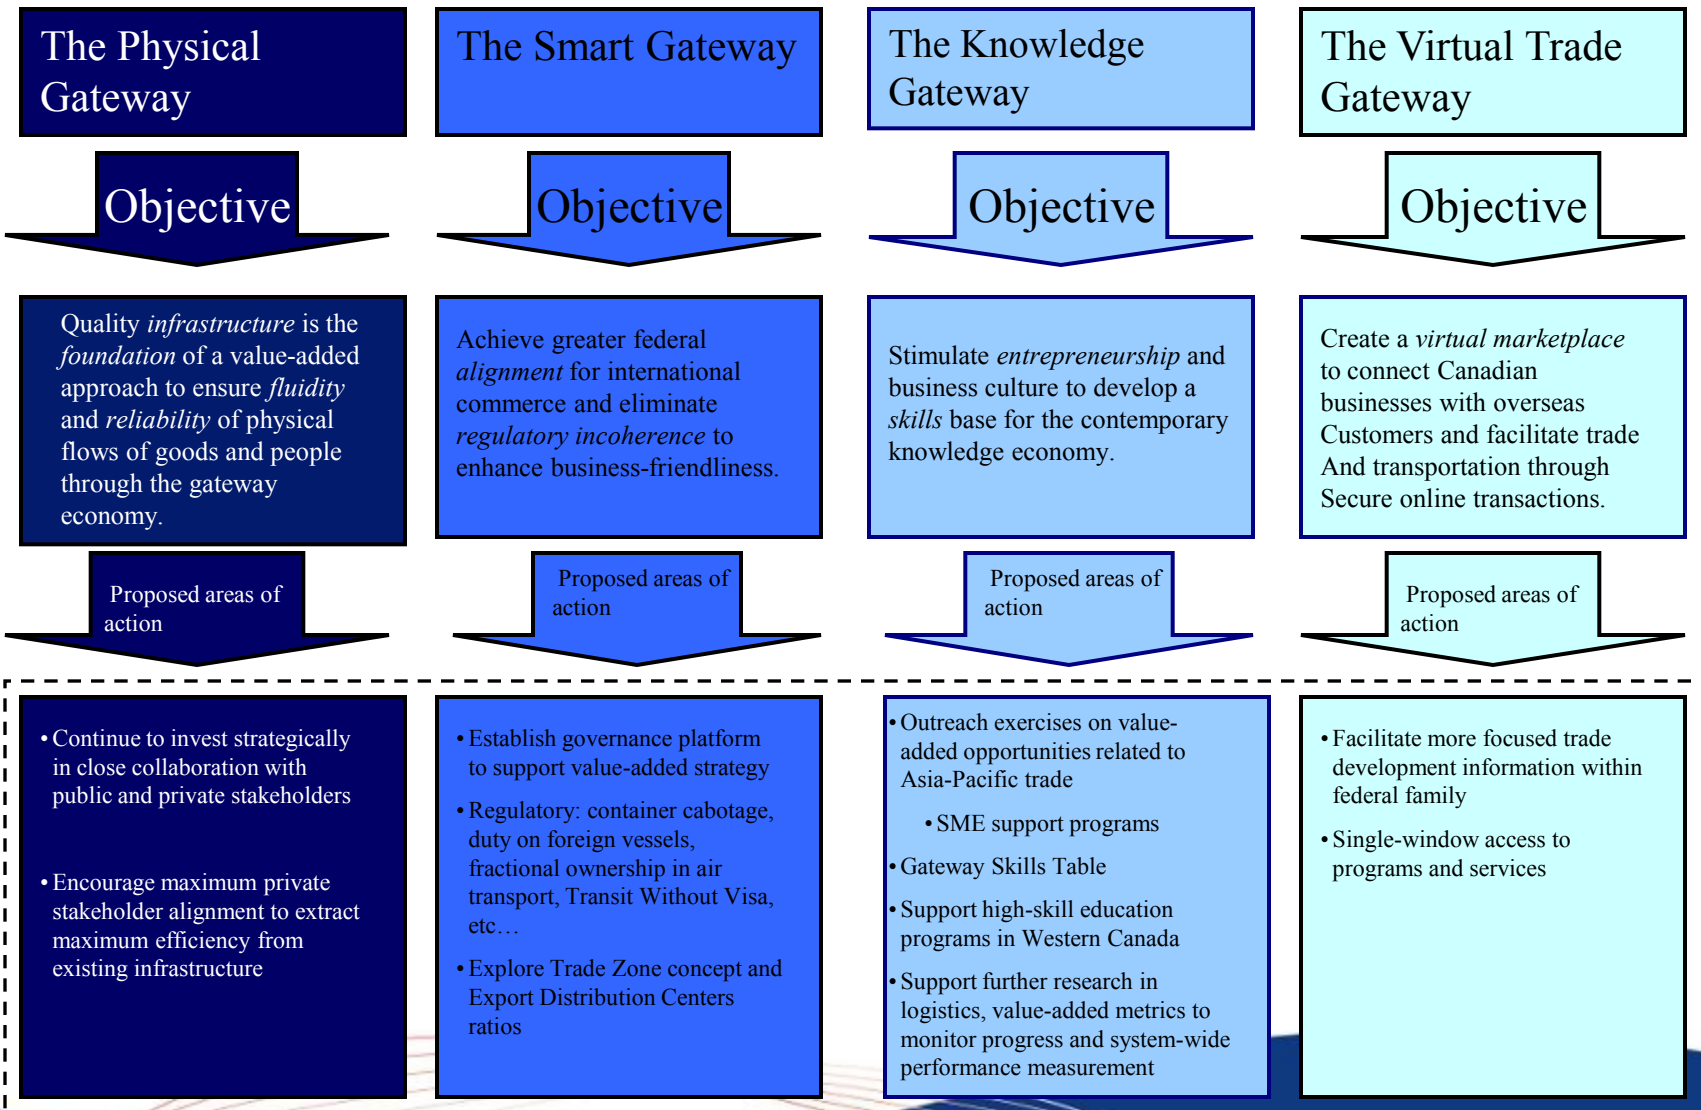 The Physical
Gateway
Objective
Quality infrastructure is the
foundation of a value-added
approach to ensure fluidity
and reliability of physical
flows of goods and people
through the gateway
economy.
Proposed areas of
action
• Continue to invest strategically
in close collaboration with
public and private stakeholders
• Encourage maximum private
stakeholder alignment to extract
maximum efficiency from
existing infrastructure
The Smart Gateway
Objective
Achieve greater federal
alignment for international
commerce and eliminate
regulatory incoherence to
enhance business-friendliness.
Proposed areas of
action
• Establish governance platform
to support value-added strategy
• Regulatory: container cabotage,
duty on foreign vessels,
fractional ownership in air
transport, Transit Without Visa,
etc…
• Explore Trade Zone concept and
Export Distribution Centers
ratios
The Knowledge
Gateway
Objective
Stimulate entrepreneurship and
business culture to develop a
skills base for the contemporary
knowledge economy.
Proposed areas of
action
• Outreach exercises on value-
added opportunities related to
Asia-Pacific trade
• SME support programs
• Gateway Skills Table
• Support high-skill education
programs in Western Canada
• Support further research in
logistics, value-added metrics to
monitor progress and system-wide
performance measurement
The Virtual Trade
Gateway
Objective
Create a virtual marketplace
to connect Canadian
businesses with overseas
Customers and facilitate trade
And transportation through
Secure online transactions.
Proposed areas of
action
• Facilitate more focused trade
development information within
federal family
• Single-window access to
programs and services